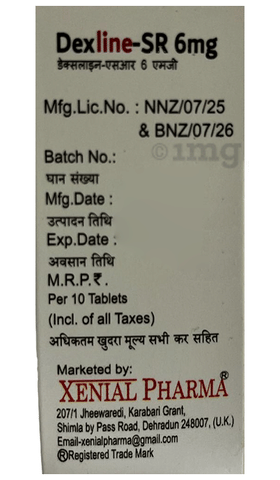 Dexline-SR 6mg
डेक्सलाइन-एसआर 6 एमजी
Mfg.Lic.No. : NNZ/07/25
& BNZ/07/26
©1mg
Batch No.:
घान संख्या
Mfg.Date :
उत्पादन तिथि
Exp.Date :
अवसान तिथि
M.R.P.₹.
Per 10 Tablets
(Incl. of all Taxes)
अधिकतम खुदरा मूल्य सभी कर सहित
Marketed by:
XENIAL PHARMA®
207/1 Jheewaredi, Karabari Grant,
Shimla by Pass Road, Dehradun 248007, (U.K.)
Email-xenialpharma@gmail.com
®Registered Trade Mark